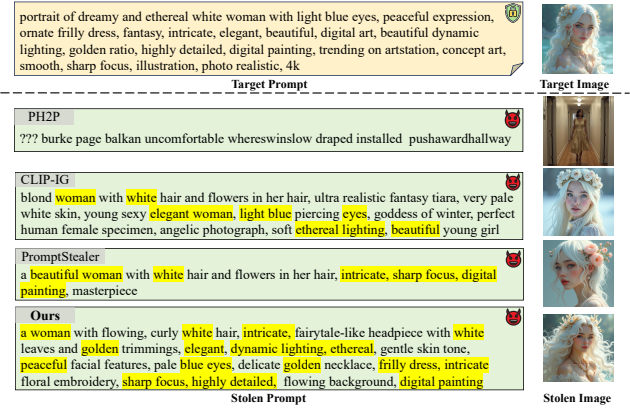 portrait of dreamy and ethereal white woman with light blue eyes, peaceful expression,
ornate frilly dress, fantasy, intricate, elegant, beautiful, digital art, beautiful dynamic
lighting, golden ratio, highly detailed, digital painting, trending on artstation, concept art,
smooth, sharp focus, illustration, photo realistic, 4k
Target Prompt
Target Image
PH2P
??? burke page balkan uncomfortable whereswinslow draped installed pushawardhallway
CLIP-IG
blond woman with white hair and flowers in her hair, ultra realistic fantasy tiara, very pale
white skin, young sexy elegant woman, light blue piercing eyes, goddess of winter, perfect
human female specimen, angelic photograph, soft ethereal lighting, beautiful young girl
PromptStealer
a beautiful woman with white hair and flowers in her hair, intricate, sharp focus, digital
painting, masterpiece
Ours
a woman with flowing, curly white hair, intricate, fairytale-like headpiece with white
leaves and golden trimmings, elegant, dynamic lighting, ethereal, gentle skin tone,
peaceful facial features, pale blue eyes, delicate golden necklace, frilly dress, intricate
floral embroidery, sharp focus, highly detailed, flowing background, digital painting
Stolen Prompt
Stolen Image